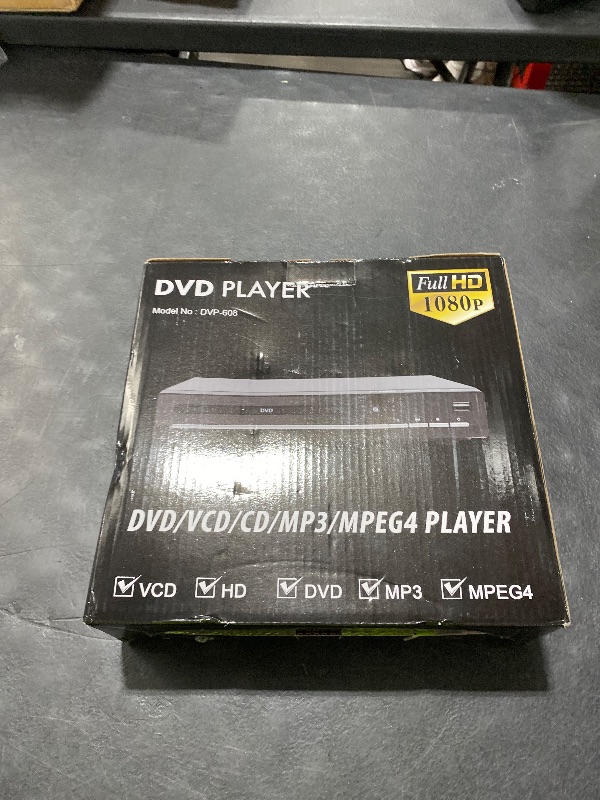 DVD PLAYER
Full HD
1080P
Model No : DVP-608
DVD
DVD/VCD/CD/MP3/MPEG4 PLAYER
VCD HD DVD MP3 MPEG4